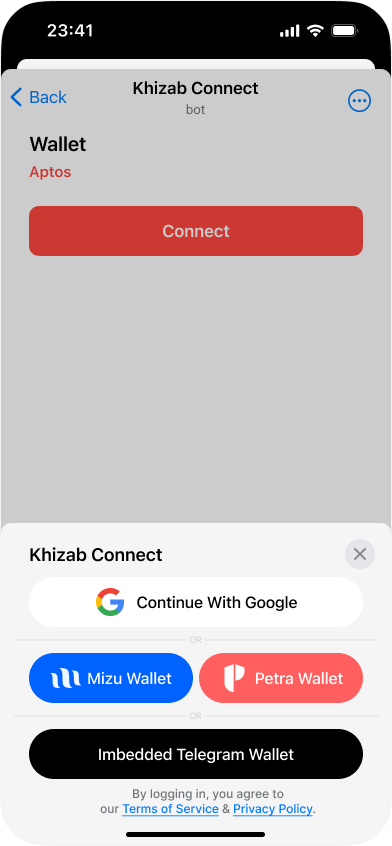 23:41
Back
Khizab Connect
bot
Wallet
Aptos
Connect
Khizab Connect
Continue With Google
OR
Mizu Wallet
Petra Wallet
OR
Imbedded Telegram Wallet
By logging in, you agree to
our Terms of Service & Privacy Policy.